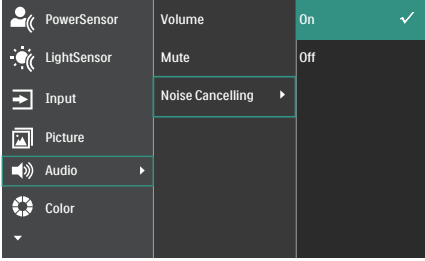 PowerSensor
LightSensor
Input
Picture
Audio
Color
Volume
Mute
Noise Cancelling
On
Off